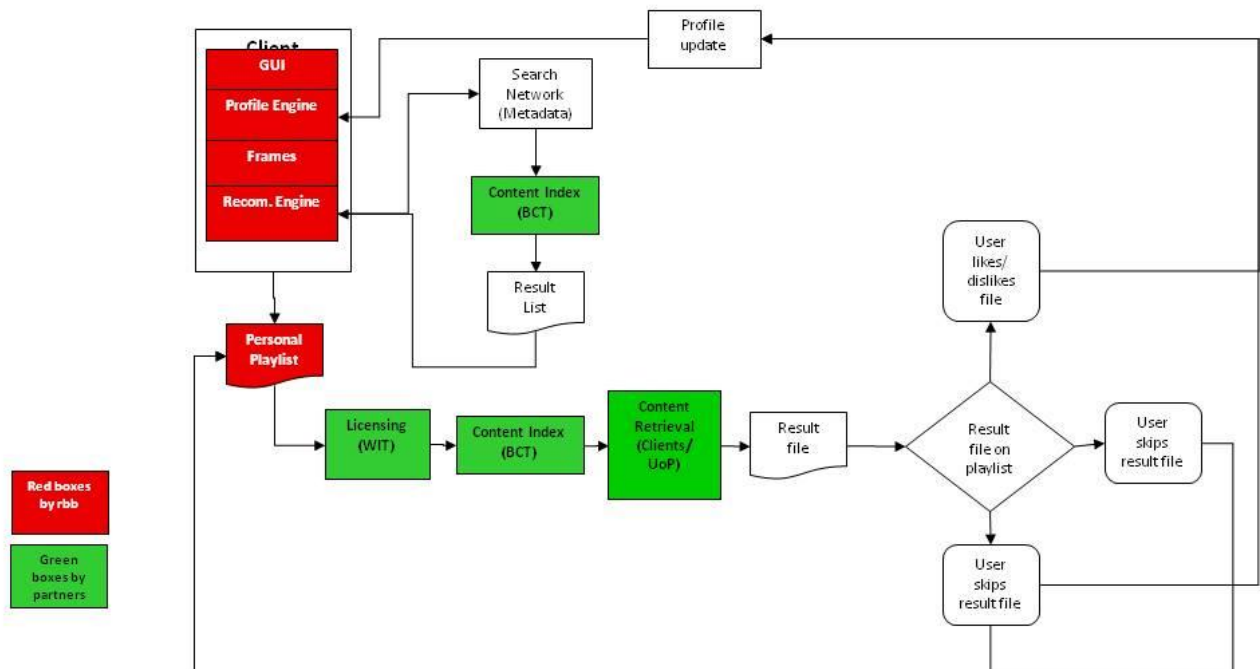 Client
GUI
Profile Engine
Frames
Recom. Engine
Profile
update
Search
Network
(Metadata)
Content Index
(BCT)
Result
List
Personal
Playlist
Licensing
(WIT)
Content Index
(BCT)
Content
Retrieval
(Clients/
UoP)
Result
file
Result
file on
playlist
User
likes/
dislikes
file
User
skips
result file
User
skips
result file
Red boxes
by rbb
Green
boxes by
partners